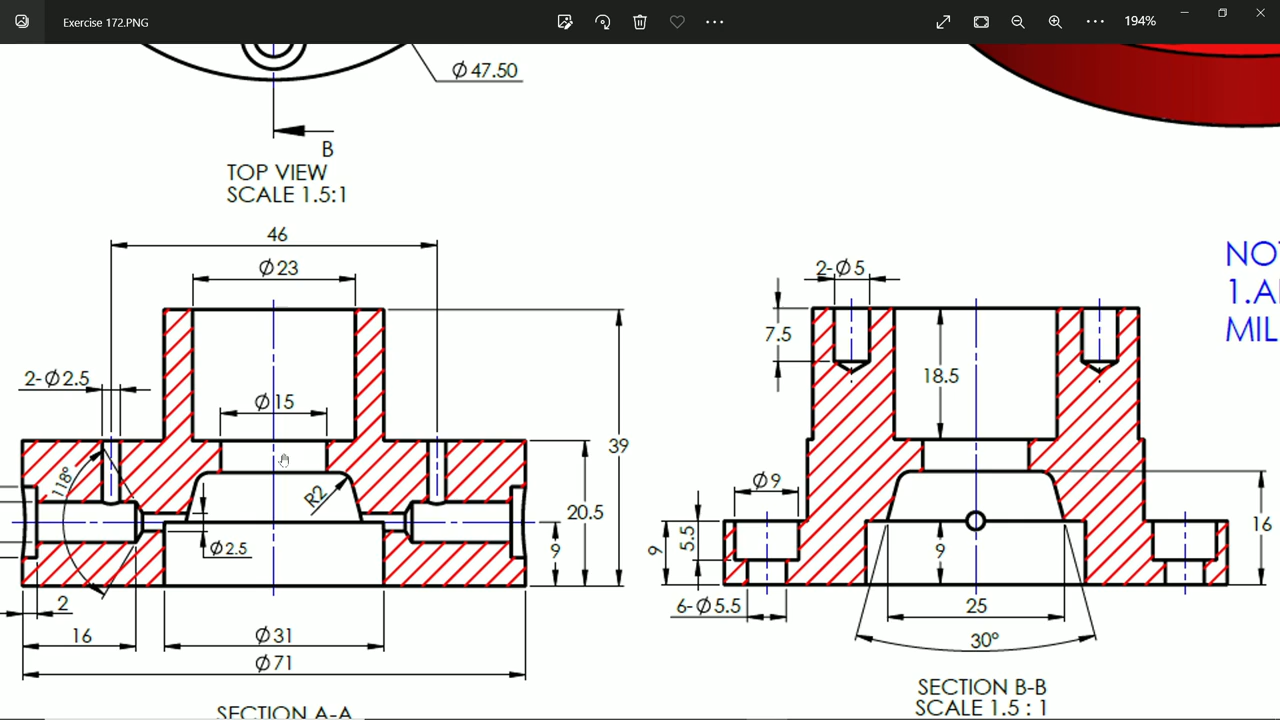 Exercise 172.PNG
194%
Ø47.50
B
TOP VIEW
SCALE 1.5:1
46
Ø23
2-Ø2.5
Ø15
118°
R2
Ø2.5
39
20.5
9
2
16
Ø31
Ø71
SECTION A-A
2-Ø5
7.5
18.5
Ø9
5.5
9
9
16
6-Ø5.5
25
30°
SECTION B-B
SCALE 1.5 : 1
NO
1.A
MIL